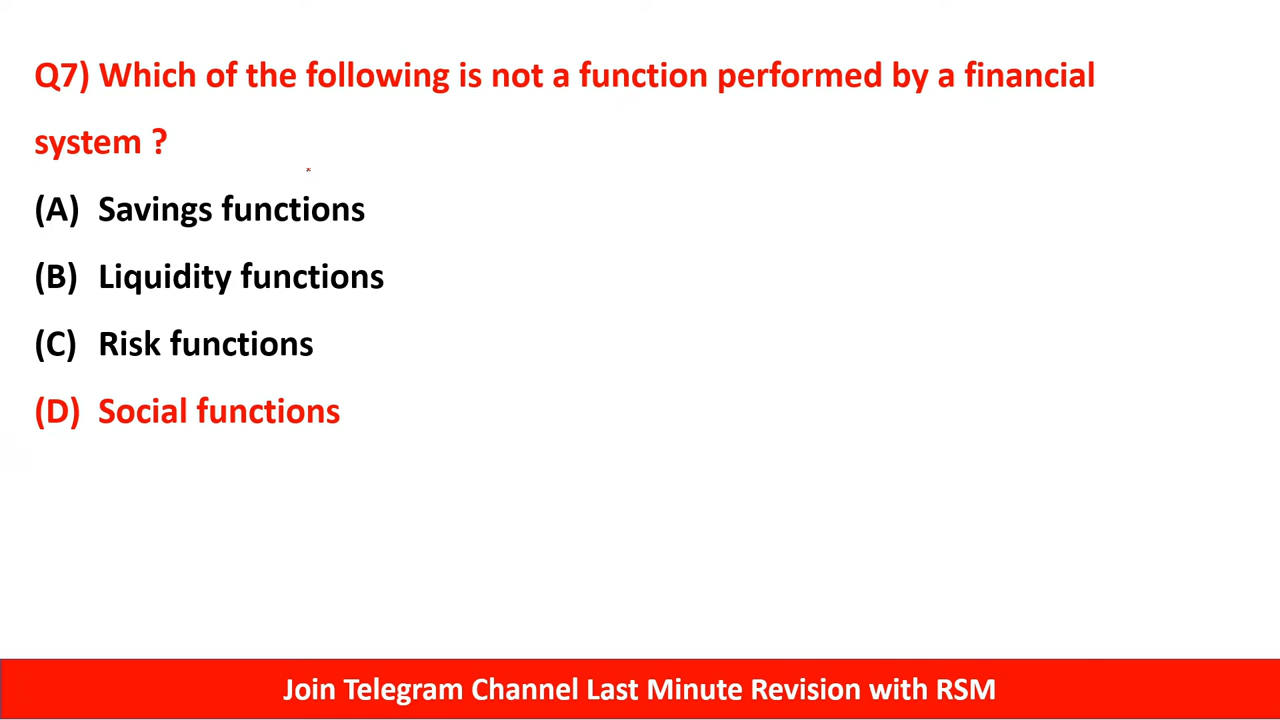 Q7) Which of the following is not a function performed by a financial
system ?
(A) Savings functions
(B) Liquidity functions
(C) Risk functions
(D) Social functions
Join Telegram Channel Last Minute Revision with RSM